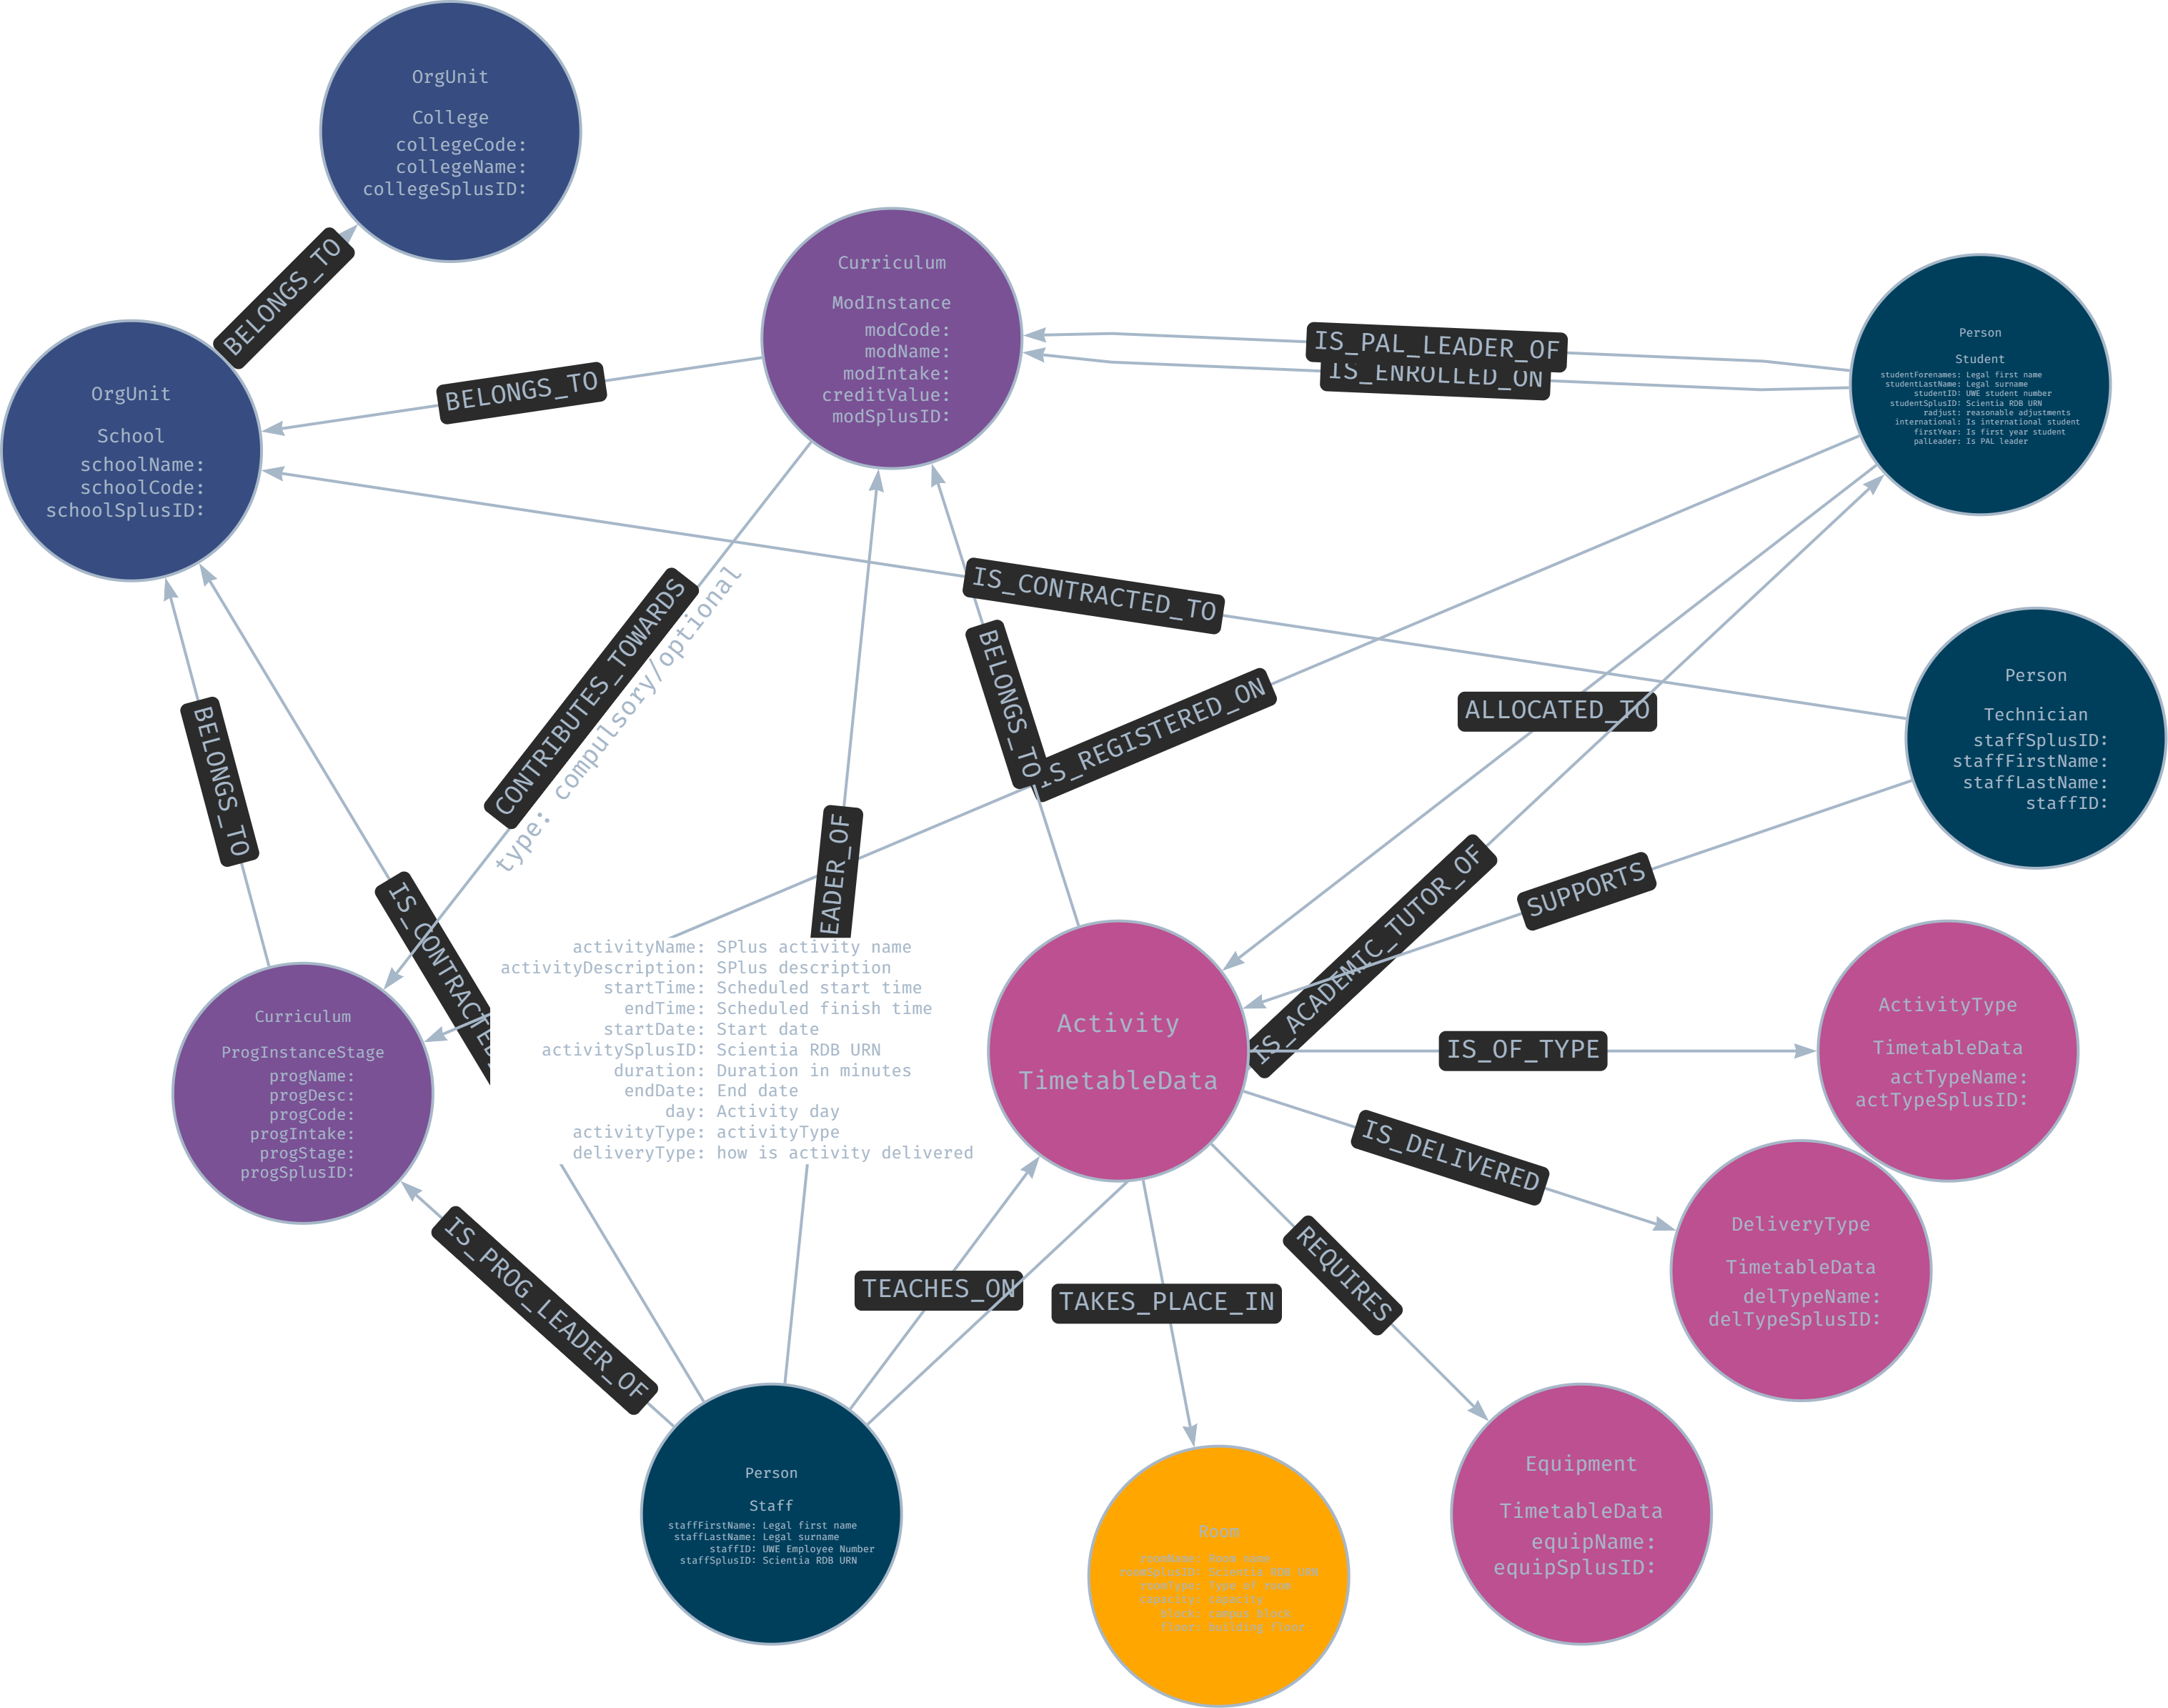 OrgUnit
College
collegeCode:
collegeName:
collegeSplusID:
BELONGS_TO
Curriculum
ModInstance
modCode:
modName:
modIntake:
creditValue:
modSplusID:
IS_PAL_LEADER_OF
IS_ENROLLED_ON
Person
Student
studentForenames: Legal first name
studentLastName: Legal surname
studentID: UWE student number
studentSplusID: Scientia RDB URN
radjust: reasonable adjustments
international: Is international student
firstYear: Is first year student
palLeader: Is PAL leader
BELONGS_TO
OrgUnit
School
schoolName:
schoolCode:
schoolSplusID:
IS_CONTRACTED_TO
CONTRIBUTES_TOWARDS
type: compulsory/optional
BELONGS_TO
IS_REGISTERED_ON
ALLOCATED_TO
Person
Technician
staffSplusID:
staffFirstName:
staffLastName:
staffID:
BELONGS_TO
IS_CONTRACTED
EADER_OF
IS_ACADEMIC_TUTOR_OF
SUPPORTS
activityName: SPlus activity name
activityDescription: SPlus description
startTime: Scheduled start time
endTime: Scheduled finish time
startDate: Start date
activitySplusID: Scientia RDB URN
duration: Duration in minutes
endDate: End date
day: Activity day
activityType: activityType
deliveryType: how is activity delivered
Activity
TimetableData
IS_OF_TYPE
ActivityType
TimetableData
actTypeName:
actTypeSplusID:
Curriculum
ProgInstanceStage
progName:
progDesc:
progCode:
progIntake:
progStage:
progSplusID:
IS_DELIVERED
DeliveryType
TimetableData
delTypeName:
delTypeSplusID:
IS_PROG_LEADER_OF
TEACHES_ON
TAKES_PLACE_IN
REQUIRES
Person
Staff
staffFirstName: Legal first name
staffLastName: Legal surname
staffID: UWE Employee Number
staffSplusID: Scientia RDB URN
Room
roomName: Room name
roomSplusID: Scientia RDB URN
roomType: Type of room
capacity: capacity
block: campus block
floor: building floor
Equipment
TimetableData
equipName:
equipSplusID: